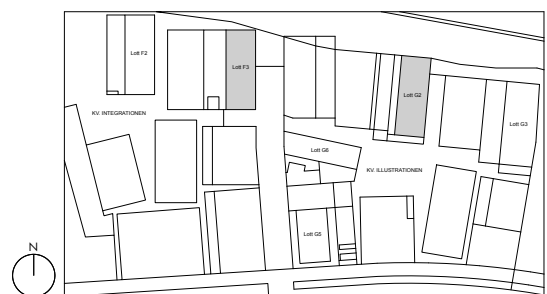 Lott F2
Lott F3
Lott G2
KV. INTEGRATIONEN
Lott G3
Lott G6
KV. ILLUSTRATIONEN
Lott G5
N